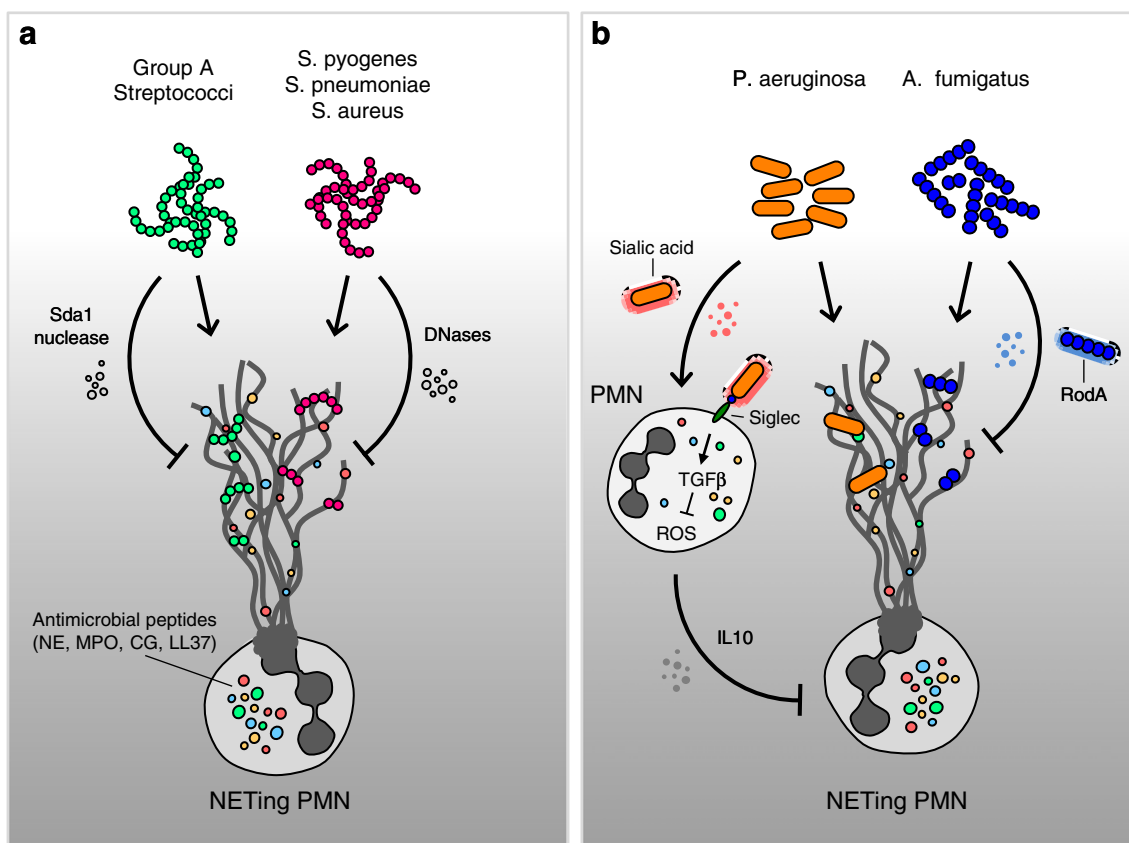 a
Group A
Streptococci
S. pyogenes
S. pneumoniae
S. aureus
Sda1
nuclease
DNases
Antimicrobial peptides
(NE, MPO, CG, LL37)
NETing PMN
b
P. aeruginosa
A. fumigatus
Sialic acid
PMN
Siglec
RodA
TGFβ
ROS
IL10
NETing PMN